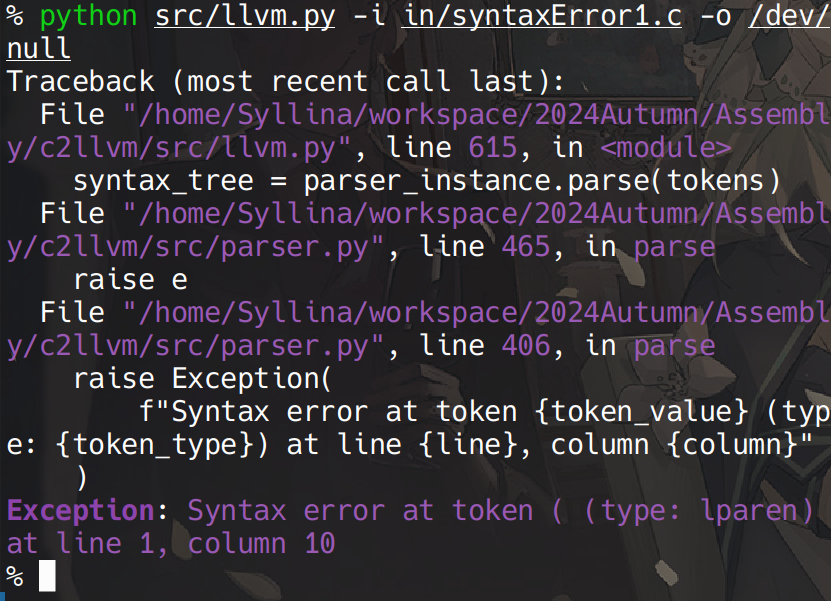 % python src/llvm.py -i in/syntaxError1.c -o /dev/
null
Traceback (most recent call last):
  File "/home/Syllina/workspace/2024Autumn/Assembl
y/c2llvm/src/llvm.py", line 615, in <module>
    syntax_tree = parser_instance.parse(tokens)
  File "/home/Syllina/workspace/2024Autumn/Assembl
y/c2llvm/src/parser.py", line 465, in parse
    raise e
  File "/home/Syllina/workspace/2024Autumn/Assembl
y/c2llvm/src/parser.py", line 406, in parse
    raise Exception(
        f"Syntax error at token {token_value} (typ
e: {token_type}) at line {line}, column {column}"
    )
Exception: Syntax error at token ( (type: lparen)
at line 1, column 10
%